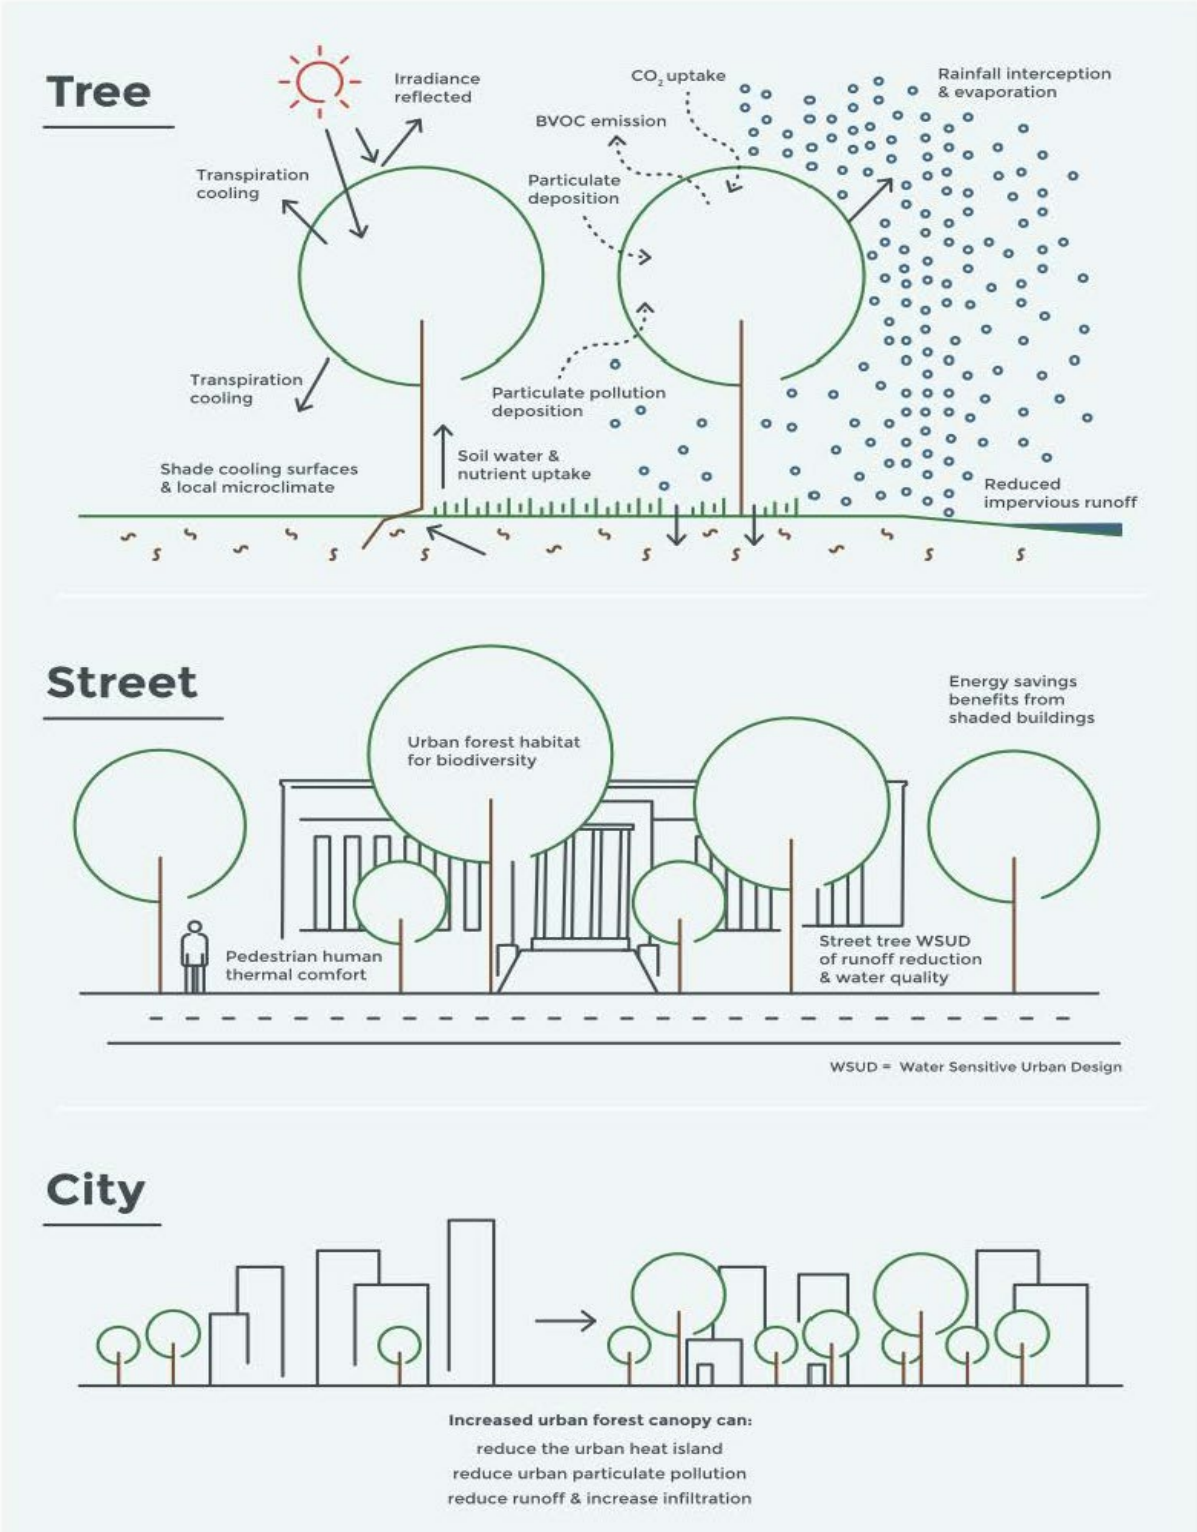 Tree
Irradiance
reflected
CO₂ uptake
Rainfall interception
& evaporation
BVOC emission
Transpiration
cooling
Particulate
deposition
Transpiration
cooling
Particulate pollution
deposition
Shade cooling surfaces
& local microclimate
Soil water &
nutrient uptake
Reduced
impervious runoff
Street
Energy savings
benefits from
shaded buildings
Urban forest habitat
for biodiversity
Pedestrian human
thermal comfort
Street tree WSUD
of runoff reduction
& water quality
WSUD = Water Sensitive Urban Design
City
Increased urban forest canopy can:
reduce the urban heat island
reduce urban particulate pollution
reduce runoff & increase infiltration